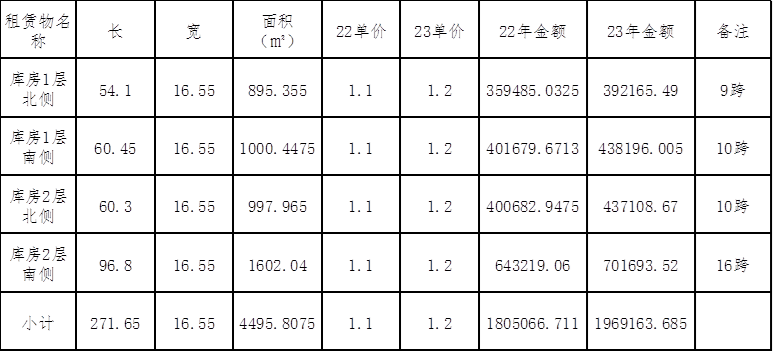 租赁物名称 长 宽 面积（㎡） 22单价 23单价 22年金额 23年金额 备注
库房1层北侧 54.1 16.55 895.355 1.1 1.2 359485.0325 392165.49 9跨
库房1层南侧 60.45 16.55 1000.4475 1.1 1.2 401679.6713 438196.005 10跨
库房2层北侧 60.3 16.55 997.965 1.1 1.2 400682.9475 437108.67 10跨
库房2层南侧 96.8 16.55 1602.04 1.1 1.2 643219.06 701693.52 16跨
小计 271.65 16.55 4495.8075 1.1 1.2 1805066.711 1969163.685